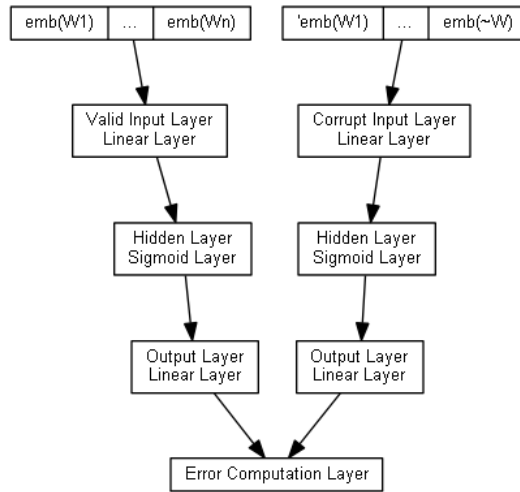 emb(W1) ... emb(Wn)
'emb(W1) ... emb(~W)
Valid Input Layer
Linear Layer
Corrupt Input Layer
Linear Layer
Hidden Layer
Sigmoid Layer
Hidden Layer
Sigmoid Layer
Output Layer
Linear Layer
Output Layer
Linear Layer
Error Computation Layer